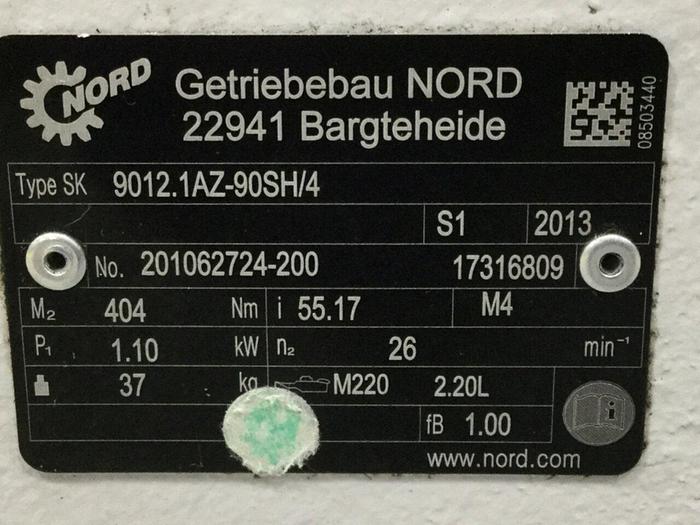 NORD
Getriebebau NORD
22941 Bargteheide
08503440
Type SK 9012.1AZ-90SH/4
S1 2013
No. 201062724-200 17316809
M₂ 404 Nm i 55.17 M4
P₁ 1.10 kW n₂ 26 min⁻¹
37 kg M220 2.20L
fB 1.00
i
www.nord.com